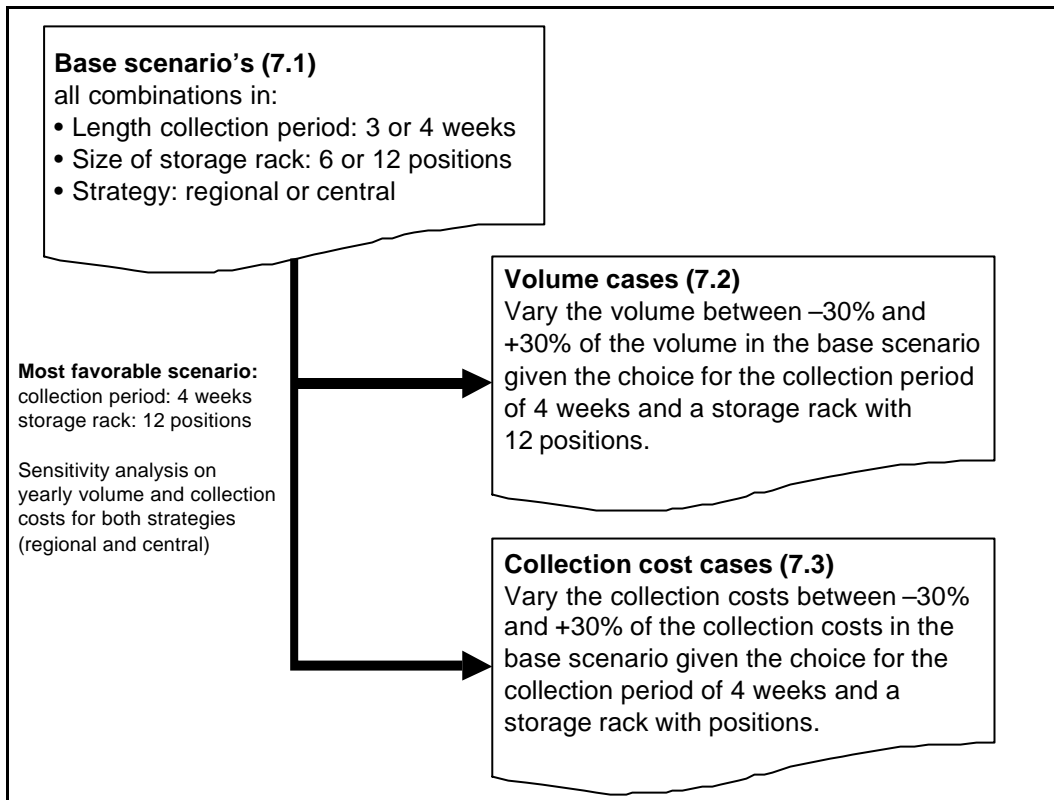 Base scenario's (7.1)
all combinations in:
• Length collection period: 3 or 4 weeks
• Size of storage rack: 6 or 12 positions
• Strategy: regional or central
Most favorable scenario:
collection period: 4 weeks
storage rack: 12 positions
Sensitivity analysis on
yearly volume and collection
costs for both strategies
(regional and central)
Volume cases (7.2)
Vary the volume between –30% and
+30% of the volume in the base scenario
given the choice for the collection period
of 4 weeks and a storage rack with
12 positions.
Collection cost cases (7.3)
Vary the collection costs between –30%
and +30% of the collection costs in the
base scenario given the choice for the
collection period of 4 weeks and a
storage rack with positions.